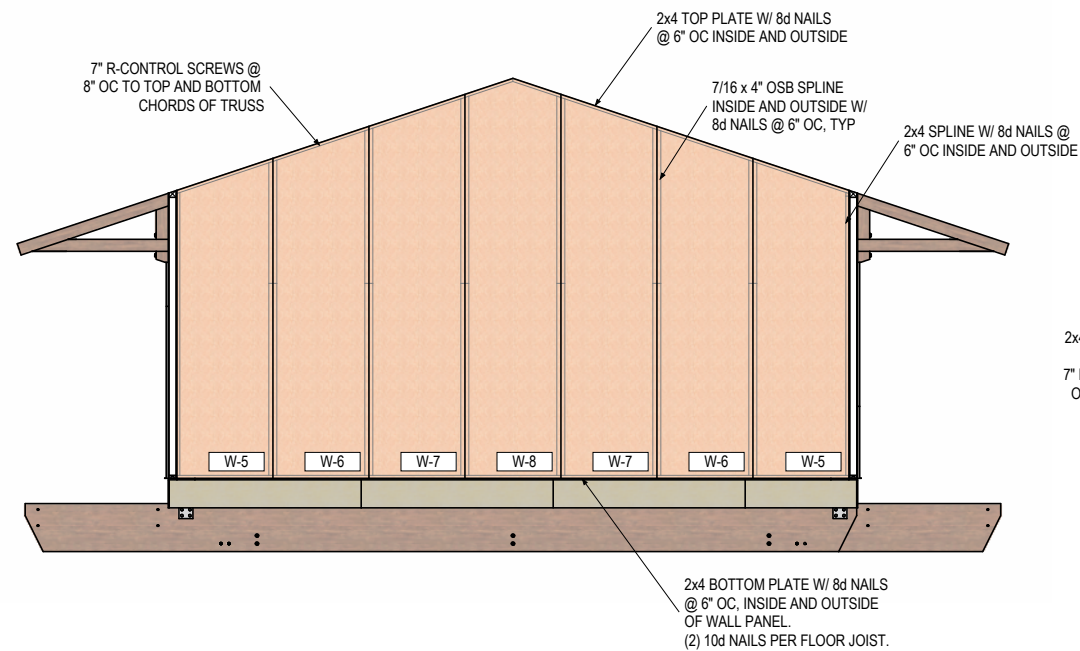 2x4 TOP PLATE W/ 8d NAILS
@ 6" OC INSIDE AND OUTSIDE
7" R-CONTROL SCREWS @
8" OC TO TOP AND BOTTOM
CHORDS OF TRUSS
7/16 x 4" OSB SPLINE
INSIDE AND OUTSIDE W/
8d NAILS @ 6" OC, TYP
2x4 SPLINE W/ 8d NAILS @
6" OC INSIDE AND OUTSIDE
2x4
7"
W-5
W-6
W-7
W-8
W-7
W-6
W-5
2x4 BOTTOM PLATE W/ 8d NAILS
@ 6" OC, INSIDE AND OUTSIDE
OF WALL PANEL.
(2) 10d NAILS PER FLOOR JOIST.